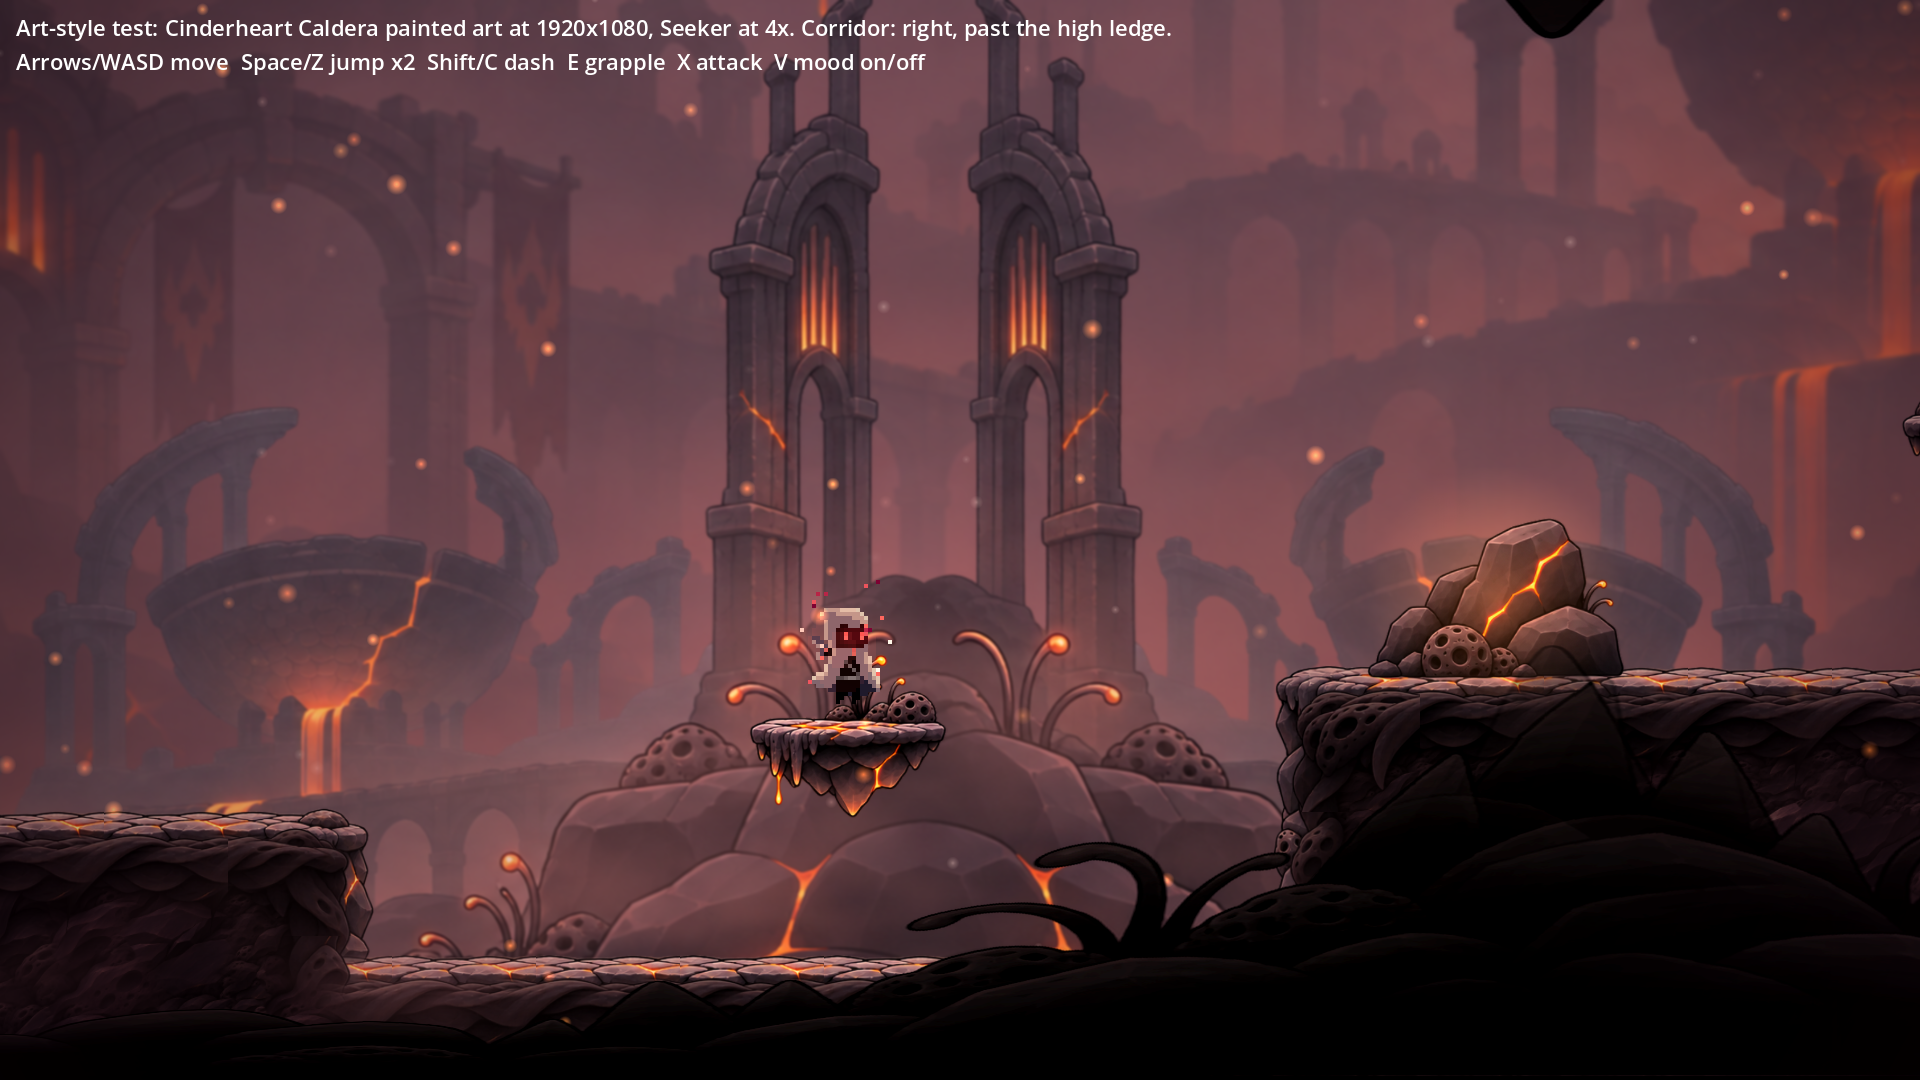 Art-style test: Cinderheart Caldera painted art at 1920x1080, Seeker at 4x. Corridor: right, past the high ledge.
Arrows/WASD move  Space/Z jump x2  Shift/C dash  E grapple  X attack  V mood on/off